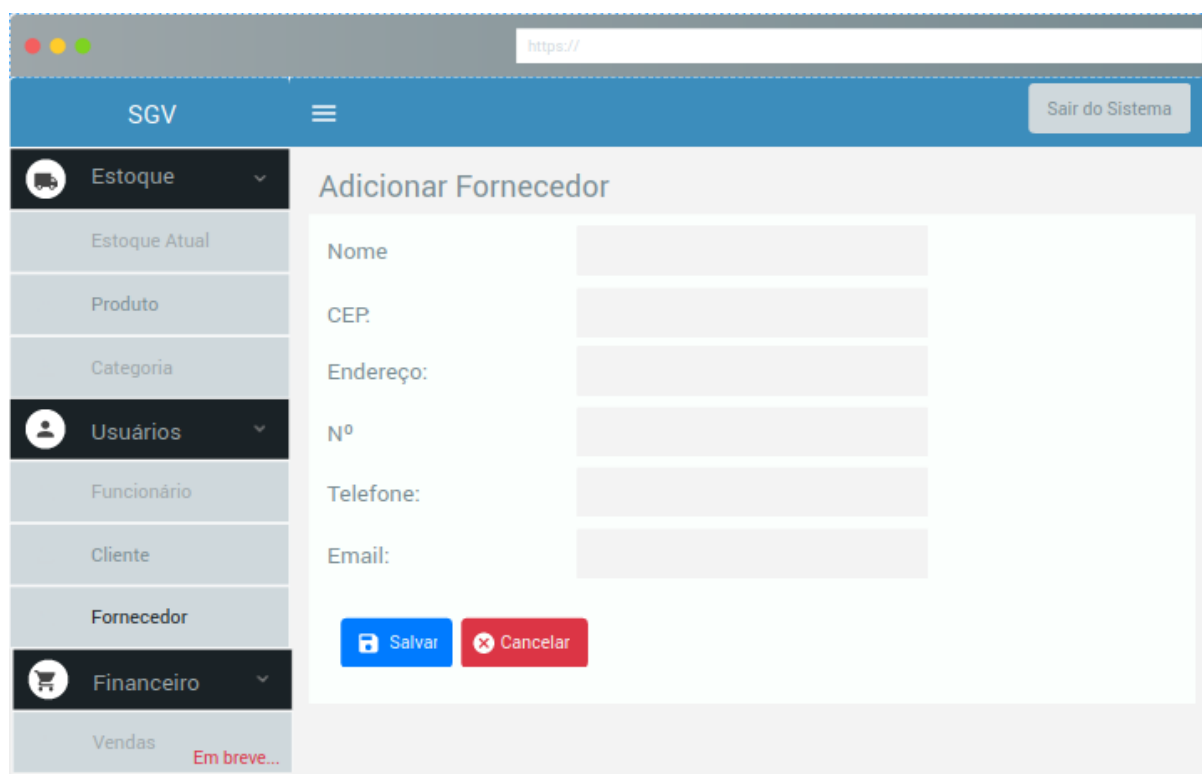 https://
SGV
Sair do Sistema
Estoque
Estoque Atual
Produto
Categoria
Usuários
Funcionário
Cliente
Fornecedor
Financeiro
Vendas
Em breve...
Adicionar Fornecedor
Nome
CEP:
Endereço:
Nº
Telefone:
Email:
Salvar
Cancelar